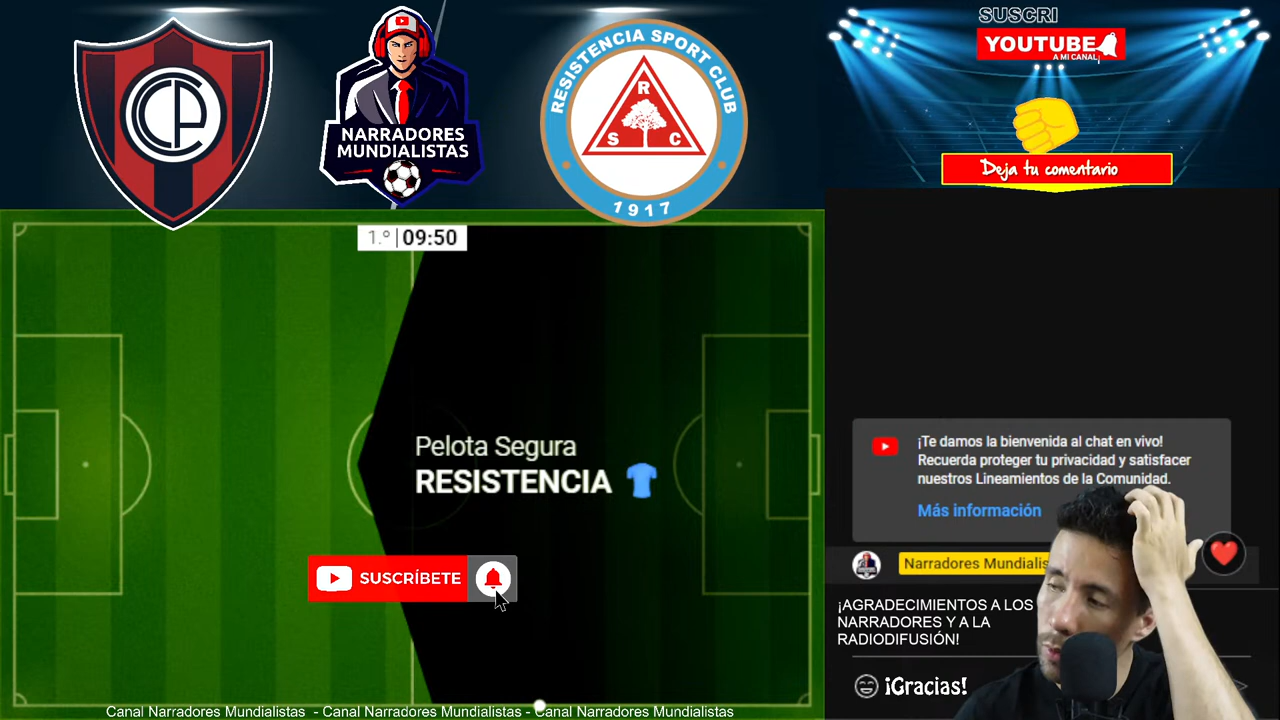 CCP
NARRADORES
MUNDIALISTAS
RESISTENCIA SPORT CLUB
R
S C
1917
SUSCRI
YOUTUBE
A MI CANAL
Deja tu comentario
1.º | 09:50
Pelota Segura
RESISTENCIA
SUSCRÍBETE
¡Te damos la bienvenida al chat en vivo!
Recuerda proteger tu privacidad y satisfacer
nuestros Lineamientos de la Comunidad.
Más información
Narradores Mundialis
¡AGRADECIMIENTOS A LOS
NARRADORES Y A LA
RADIODIFUSIÓN!
¡Gracias!
Canal Narradores Mundialistas - Canal Narradores Mundialistas - Canal Narradores Mundialistas